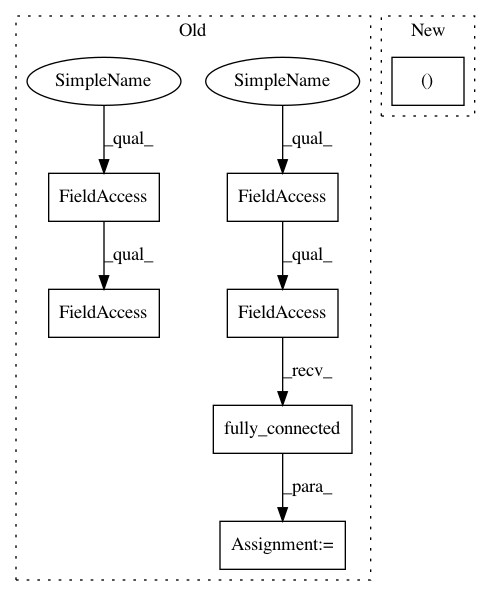 Old
New
SimpleName
SimpleName
()
_qual_
_qual_
FieldAccess
FieldAccess
_qual_
_qual_
FieldAccess
FieldAccess
_recv_
fully_connected
_para_
Assignment:=